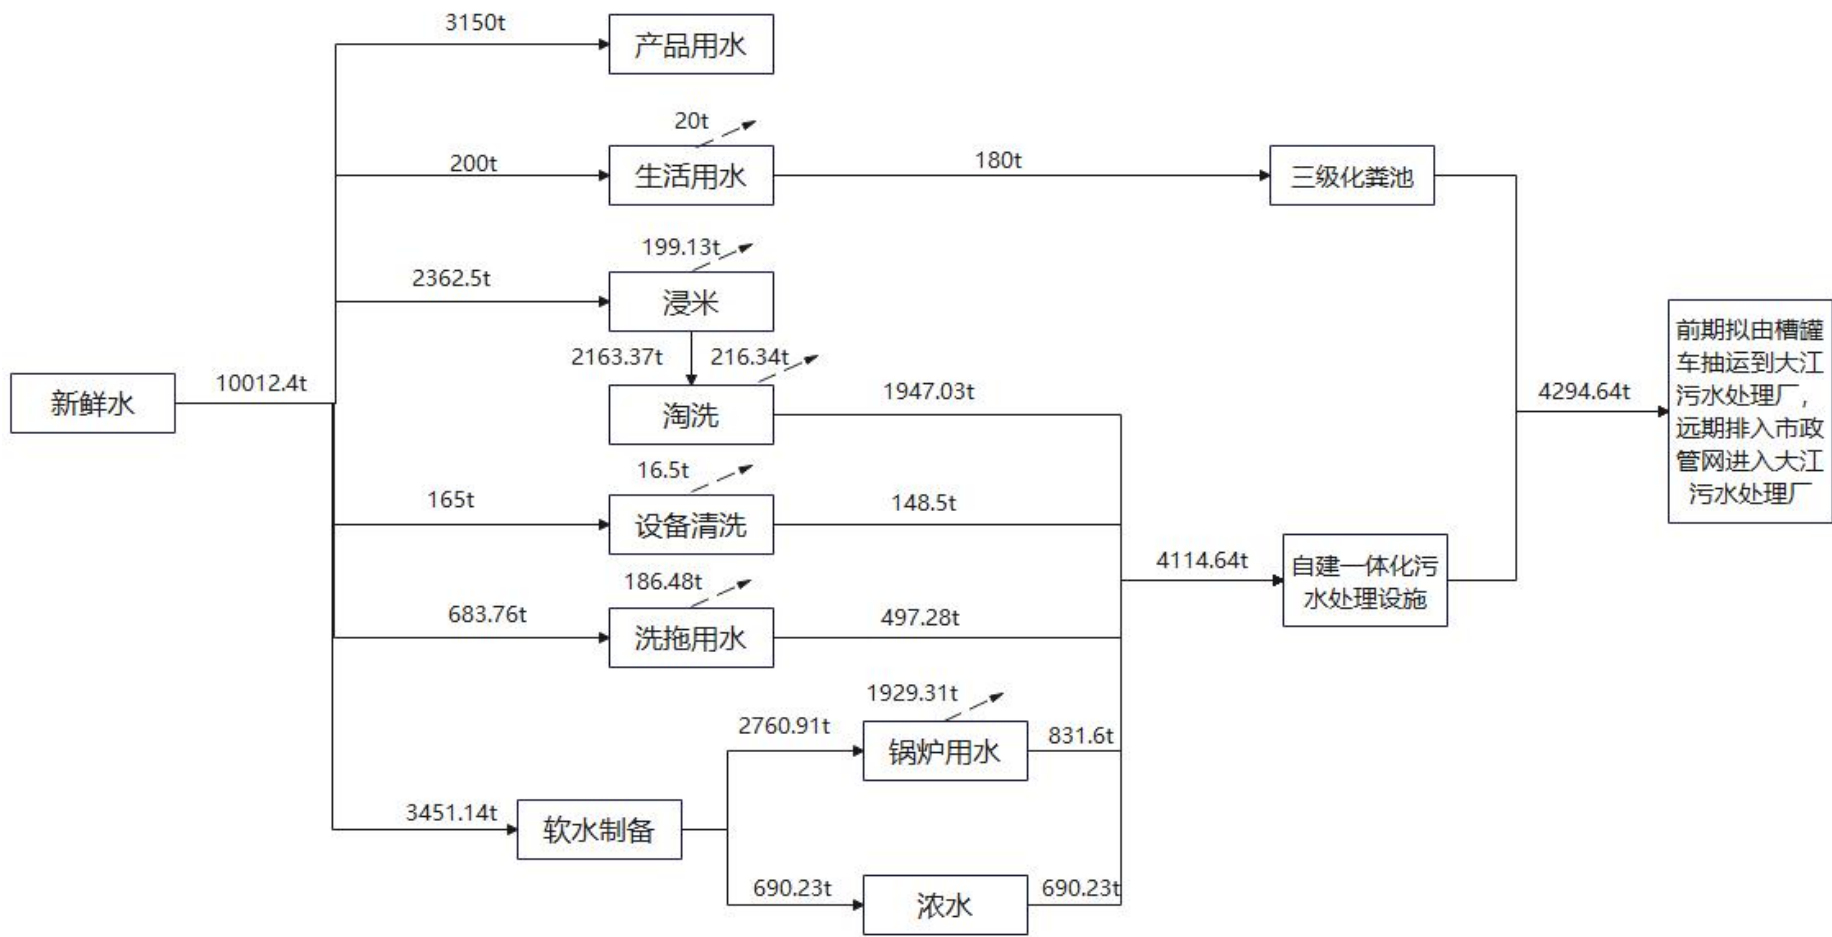 3150t
产品用水
20t
200t
生活用水
180t
三级化粪池
199.13t
2362.5t
浸米
2163.37t
216.34t
新鲜水
10012.4t
淘洗
1947.03t
4294.64t
前期拟由槽罐
车抽运到大江
污水处理厂，
远期排入市政
管网进入大江
污水处理厂
16.5t
165t
设备清洗
148.5t
4114.64t
自建一体化污
水处理设施
186.48t
683.76t
洗拖用水
497.28t
1929.31t
2760.91t
锅炉用水
831.6t
3451.14t
软水制备
690.23t
浓水
690.23t